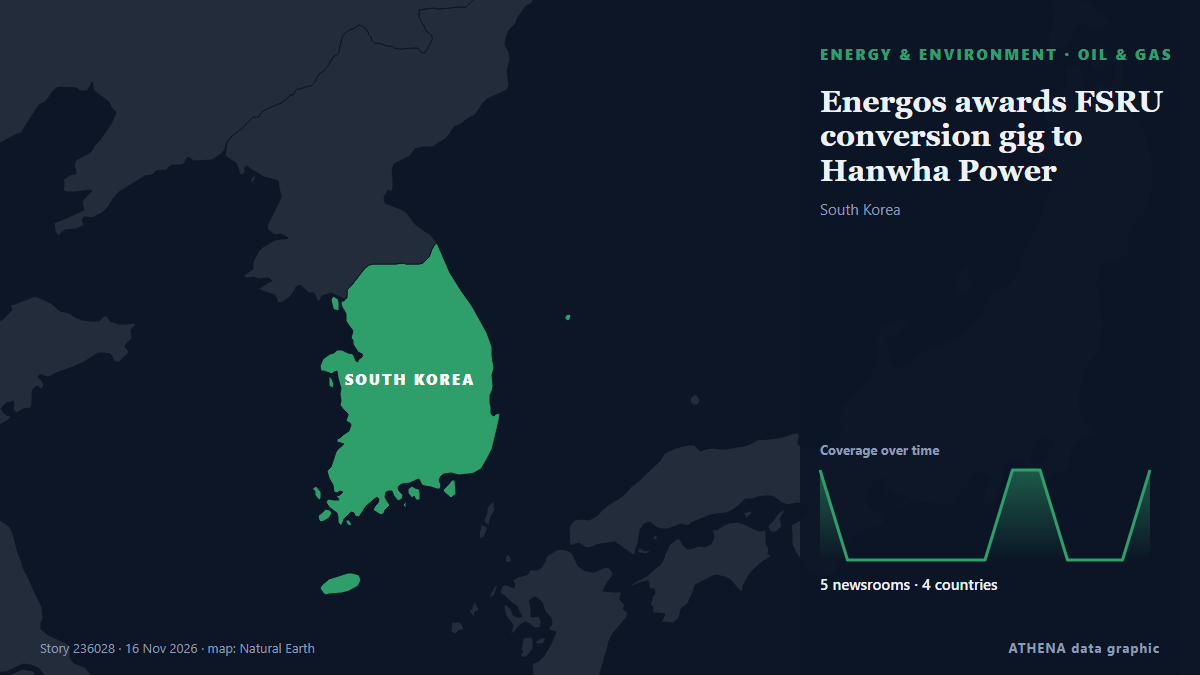 ENERGY & ENVIRONMENT · OIL & GAS
Energos awards FSRU
conversion gig to
Hanwha Power
South Korea
SOUTH KOREA
Coverage over time
5 newsrooms · 4 countries
Story 236028 · 16 Nov 2026 · map: Natural Earth
ATHENA data graphic